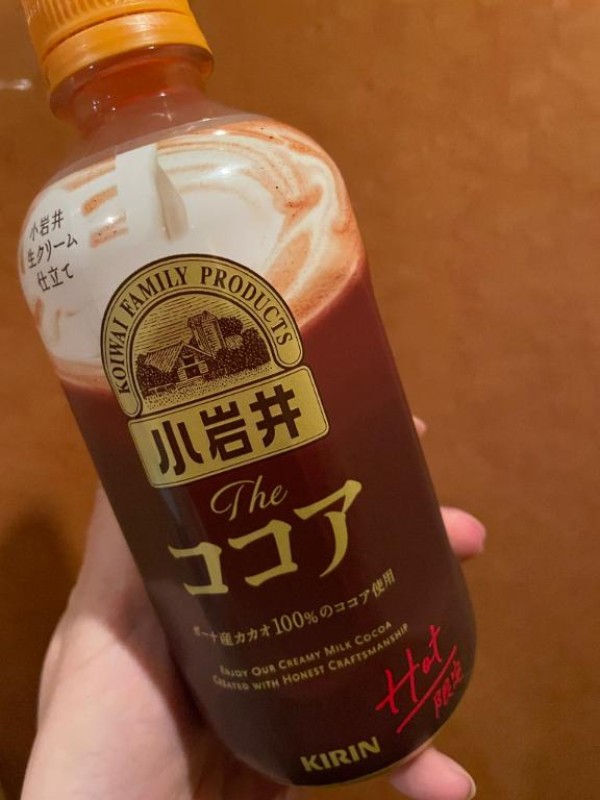 小岩井
生クリーム
仕立て
KOIWAI FAMILY PRODUCTS
小岩井
The
ココア
ガーナ産カカオ100%のココア使用
ENJOY OUR CREAMY MILK COCOA
CREATED WITH HONEST CRAFTSMANSHIP
Hot
限定
KIRIN